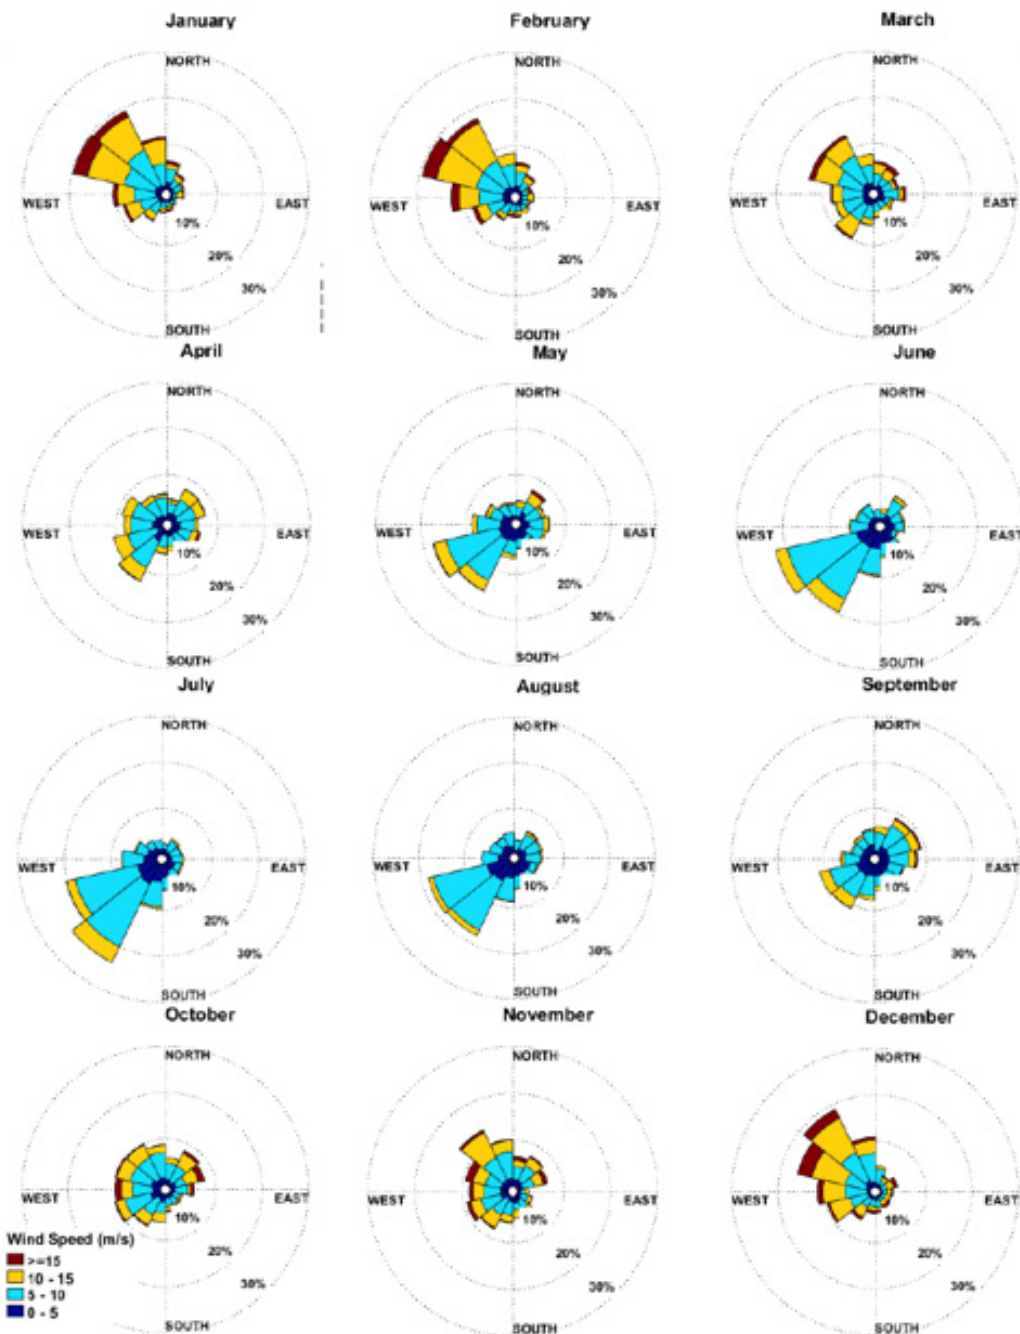 January February March
NORTH NORTH NORTH
WEST EAST WEST EAST WEST EAST
10% 10% 10%
20% 20% 20%
30% 30% 30%
SOUTH SOUTH SOUTH
April May June
NORTH NORTH NORTH
WEST EAST WEST EAST WEST EAST
10% 10% 10%
20% 20% 20%
30% 30% 30%
SOUTH SOUTH SOUTH
July August September
NORTH NORTH NORTH
WEST EAST WEST EAST WEST EAST
10% 10% 10%
20% 20% 20%
30% 30% 30%
SOUTH SOUTH SOUTH
October November December
NORTH NORTH NORTH
WEST EAST WEST EAST WEST EAST
10% 10% 10%
Wind Speed (m/s)
20% 20% 20%
>=15
10 - 15
30% 30% 30%
5 - 10
0 - 5
SOUTH SOUTH SOUTH